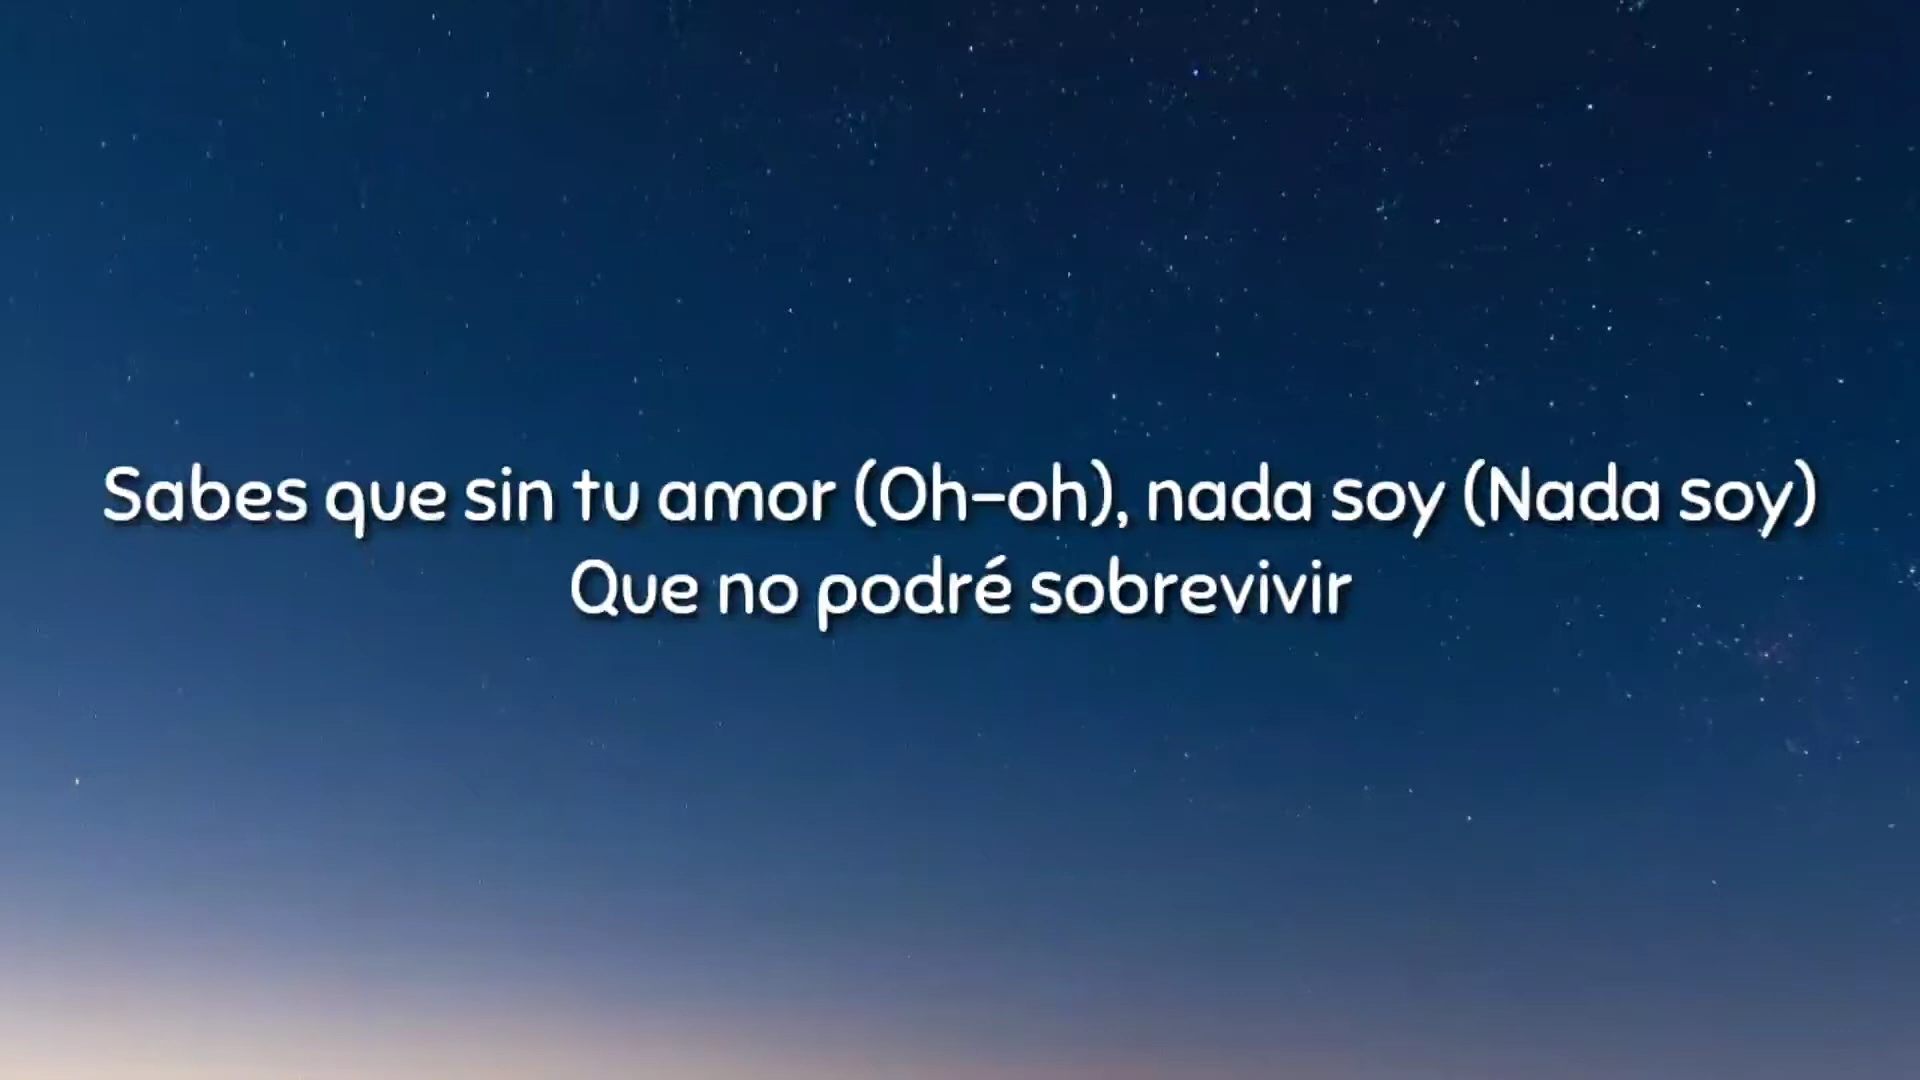 Sabes que sin tu amor (Oh-oh), nada soy (Nada soy)
Que no podré sobrevivir